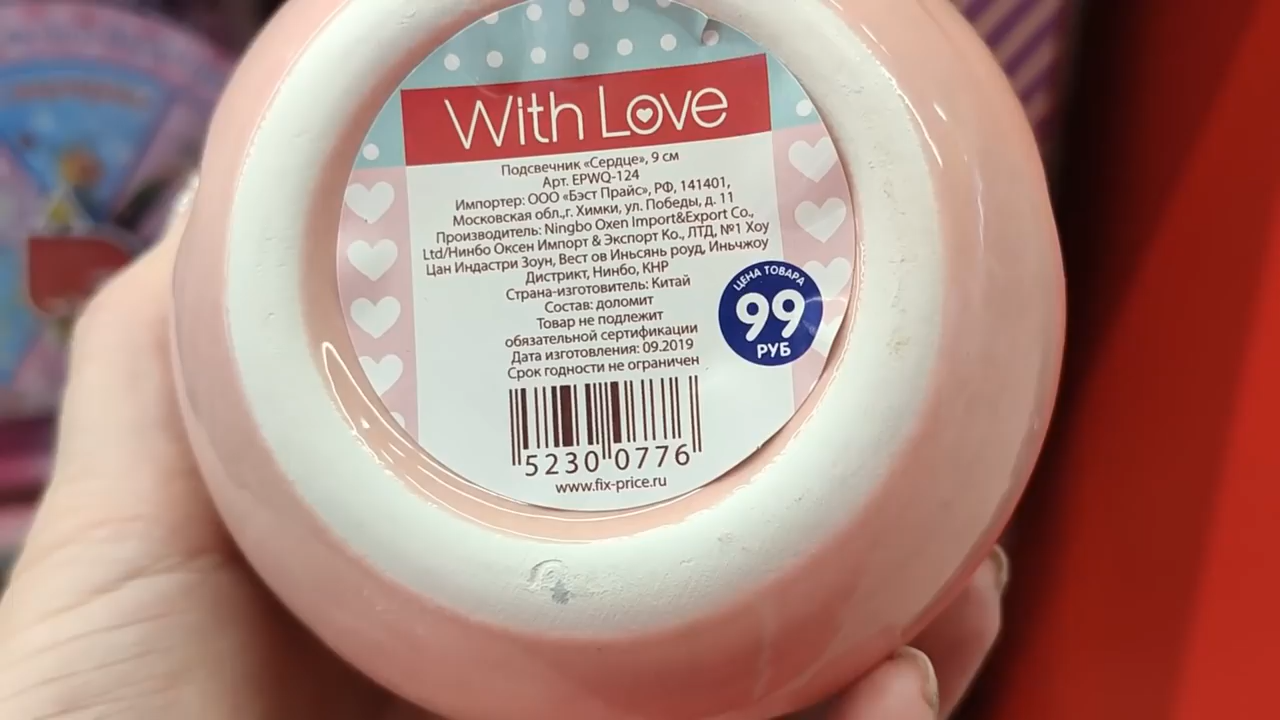 With Love
Подсвечник «Сердце», 9 см
Арт. EPWQ-124
Импортер: ООО «Бэст Прайс», РФ, 141401,
Московская обл.,г. Химки, ул. Победы, д. 11
Производитель: Ningbo Oxen Import&Export Co.,
Ltd/Нинбо Оксен Импорт & Экспорт Ко., ЛТД, №1 Хоу
Цан Индастри Зоун, Вест ов Иньсянь роуд, Иньчжоу
Дистрикт, Нинбо, КНР
Страна-изготовитель: Китай
Состав: доломит
Товар не подлежит
обязательной сертификации
Дата изготовления: 09.2019
Срок годности не ограничен
ЦЕНА ТОВАРА
99
РУБ
5230 0776
www.fix-price.ru